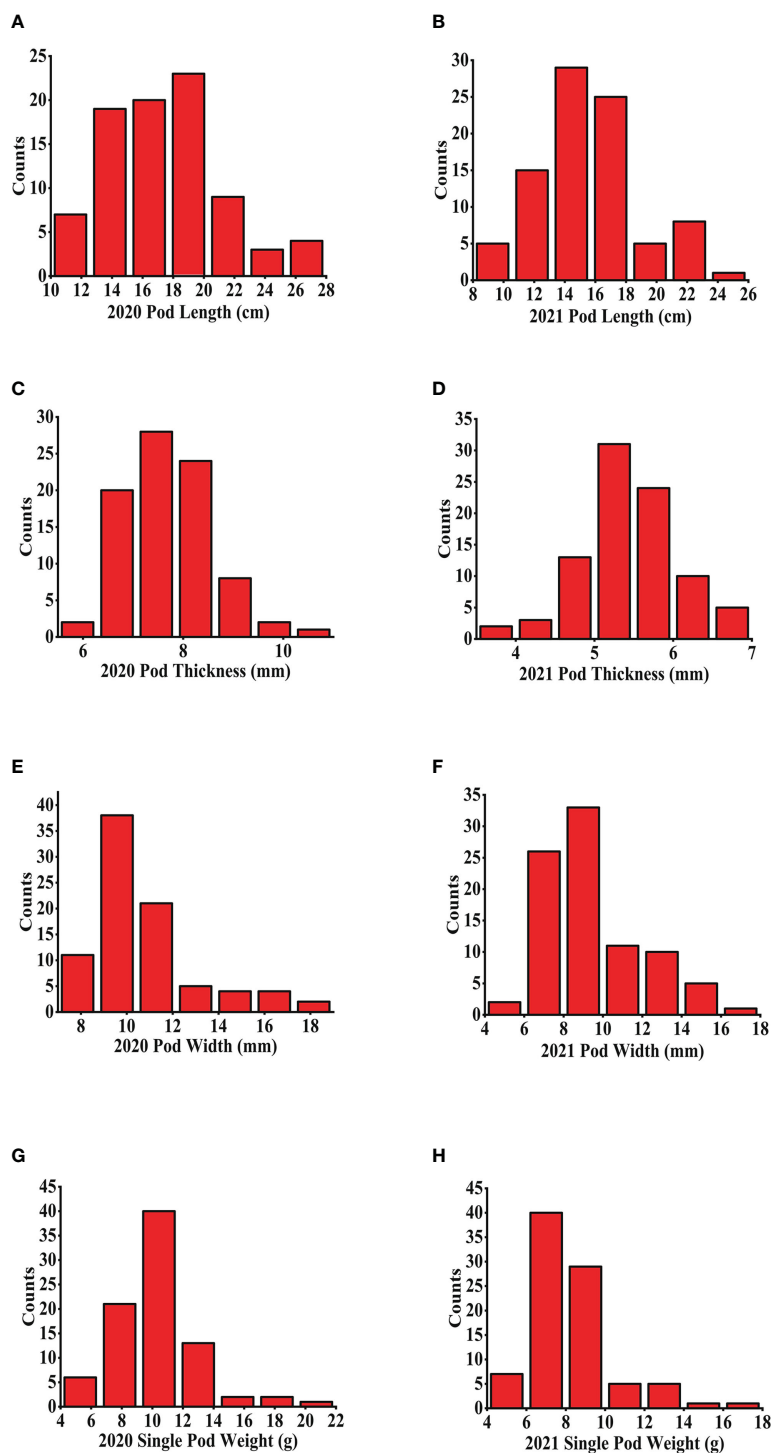 A
25
20
15
10
5
0
Counts
10 12 14 16 18 20 22 24 26 28
2020 Pod Length (cm)
B
30
25
20
15
10
5
0
Counts
8 10 12 14 16 18 20 22 24 26
2021 Pod Length (cm)
C
30
25
20
15
10
5
0
Counts
6 8 10
2020 Pod Thickness (mm)
D
35
30
25
20
15
10
5
0
Counts
4 5 6 7
2021 Pod Thickness (mm)
E
40
35
30
25
20
15
10
5
0
Counts
8 10 12 14 16 18
2020 Pod Width (mm)
F
35
30
25
20
15
10
5
0
Counts
4 6 8 10 12 14 16 18
2021 Pod Width (mm)
G
45
40
35
30
25
20
15
10
5
0
Counts
4 6 8 10 12 14 16 18 20 22
2020 Single Pod Weight (g)
H
45
40
35
30
25
20
15
10
5
0
Counts
4 6 8 10 12 14 16 18
2021 Single Pod Weight (g)